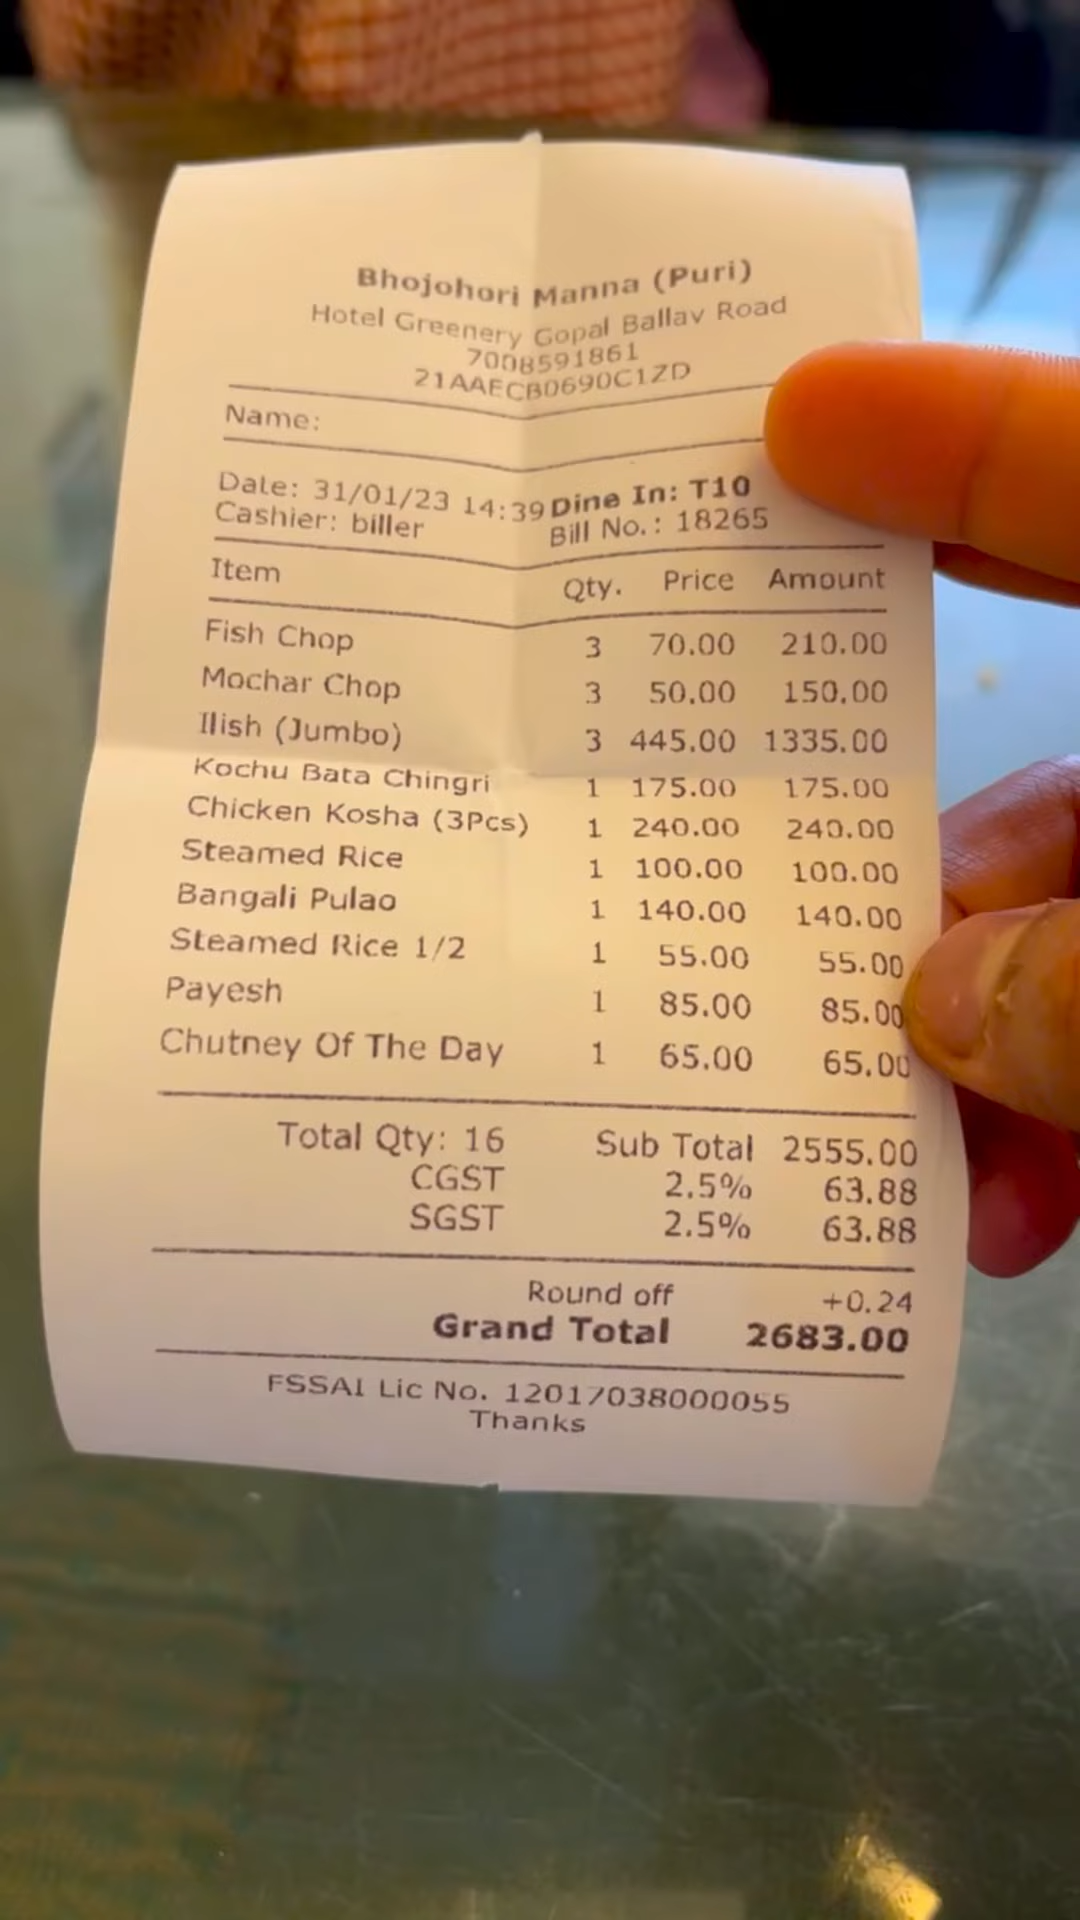 Bhojohori Manna (Puri)
Hotel Greenery Gopal Ballav Road
7008591861
21AAECB0690C1ZD
Name:
Date: 31/01/23 14:39 Dine In: T10
Cashier: biller Bill No.: 18265
Item Qty. Price Amount
Fish Chop 3 70.00 210.00
Mochar Chop 3 50.00 150.00
Ilish (Jumbo) 3 445.00 1335.00
Kochu Bata Chingri 1 175.00 175.00
Chicken Kosha (3Pcs) 1 240.00 240.00
Steamed Rice 1 100.00 100.00
Bangali Pulao 1 140.00 140.00
Steamed Rice 1/2 1 55.00 55.00
Payesh 1 85.00 85.00
Chutney Of The Day 1 65.00 65.00
Total Qty: 16 Sub Total 2555.00
CGST 2.5% 63.88
SGST 2.5% 63.88
Round off +0.24
Grand Total 2683.00
FSSAI Lic No. 12017038000055
Thanks